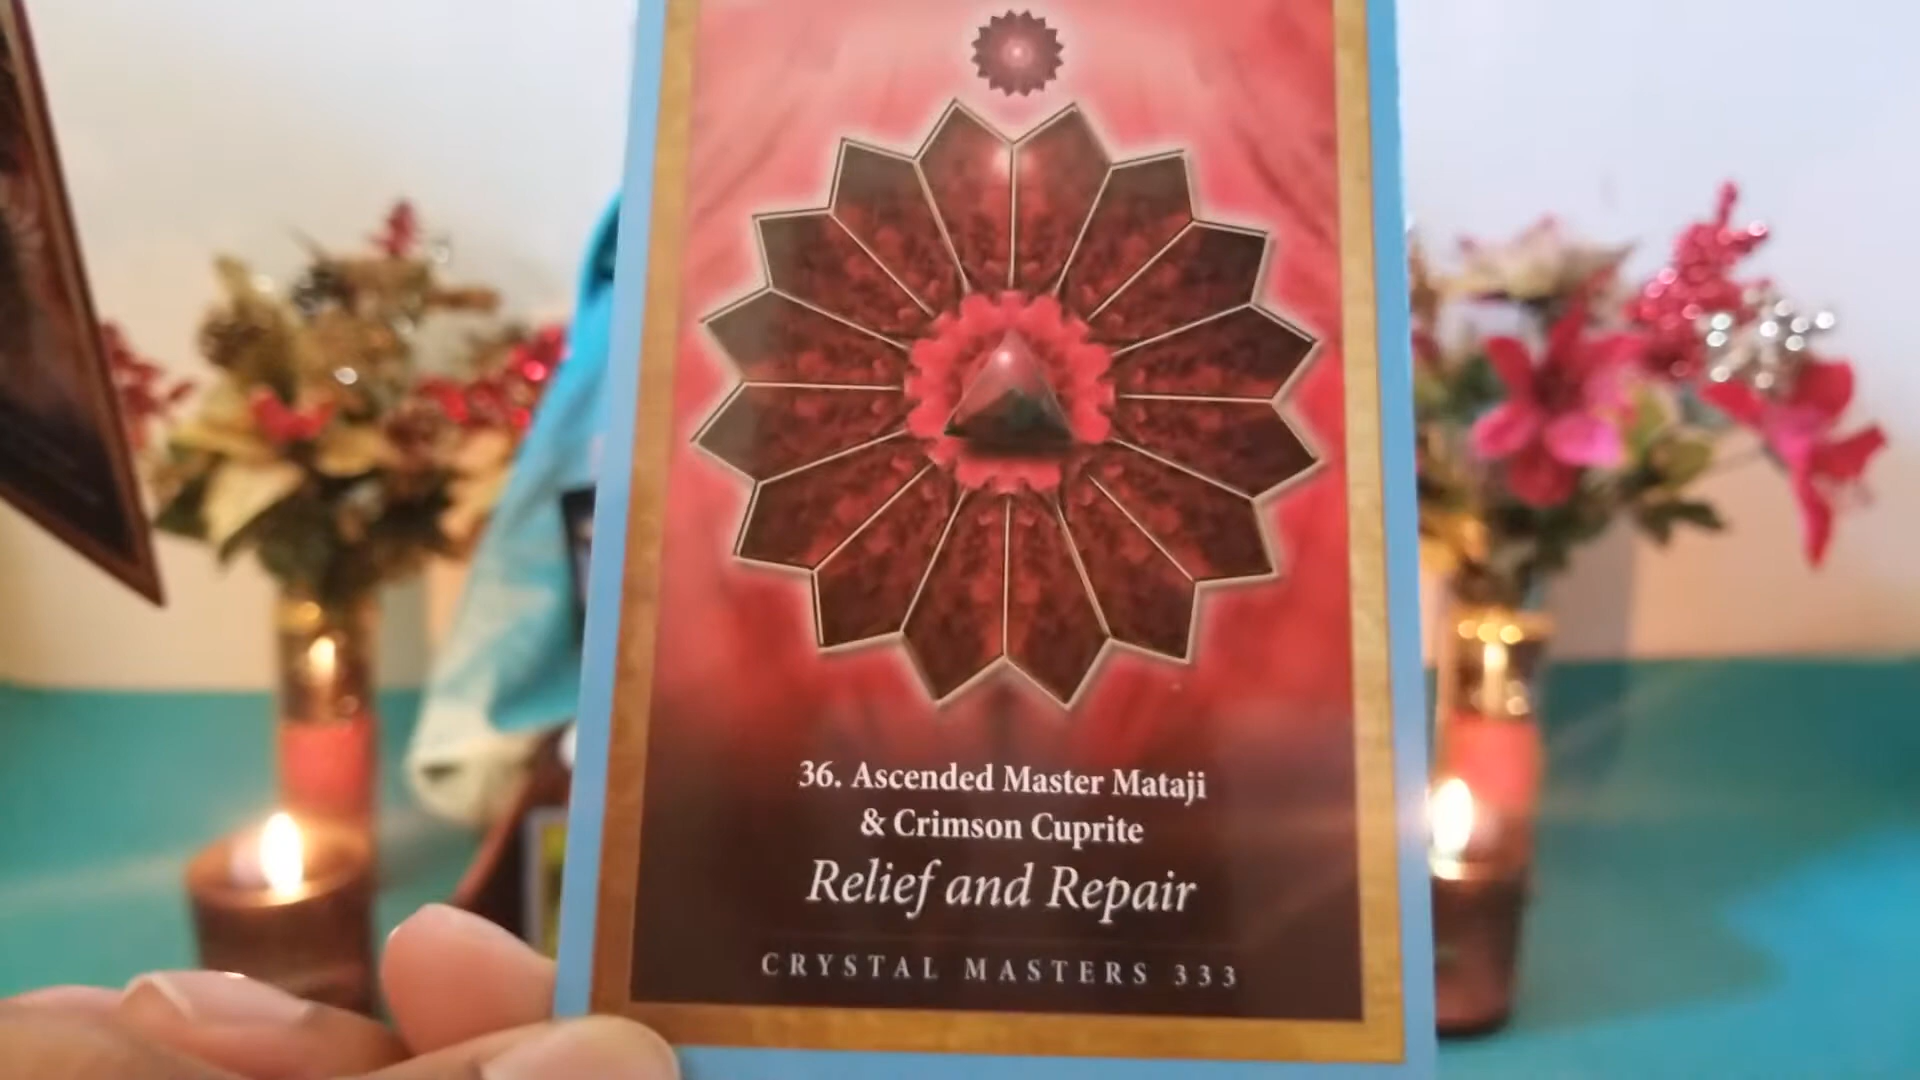 36. Ascended Master Mataji
& Crimson Cuprite
Relief and Repair
CRYSTAL MASTERS 333